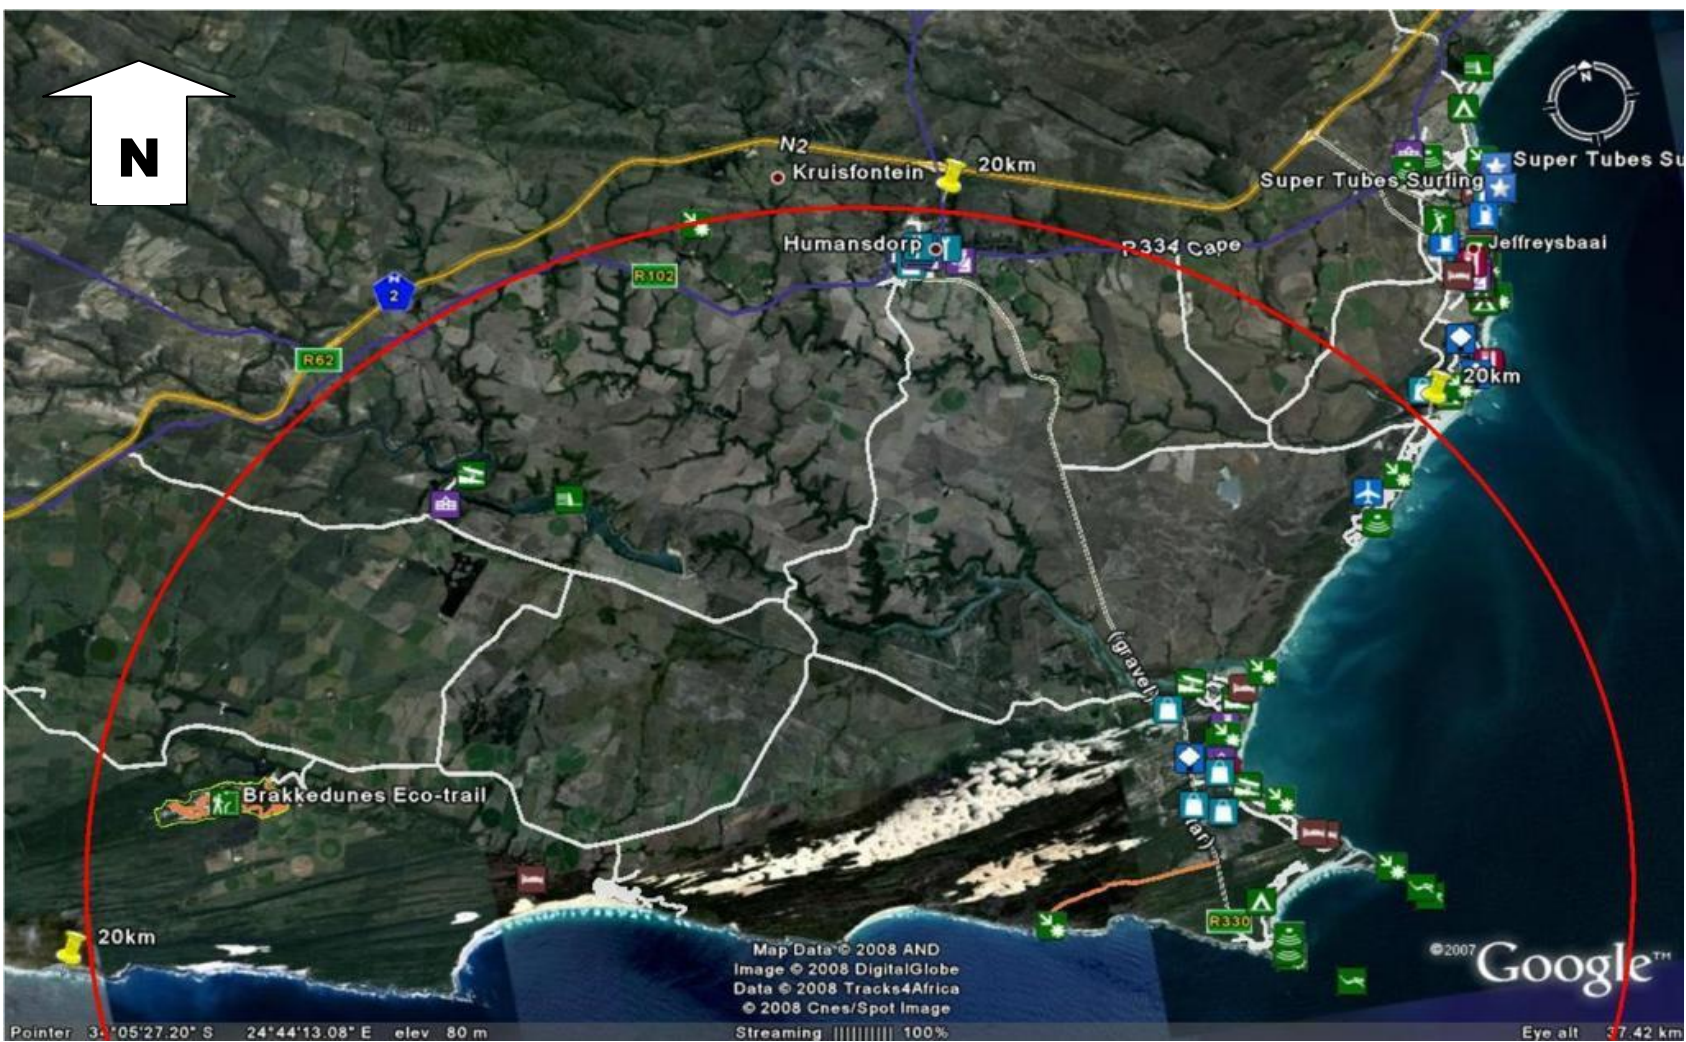 N
N
N2
Kruisfontein
20km
Super Tubes Su
Super Tubes Surfing
Humansdorp
R334 Cape
Jeffreysbaai
R102
N
2
R62
20km
(gravel)
Brakkedunes Eco-trail
20km
R330
Map Data © 2008 AND
Image © 2008 DigitalGlobe
Data © 2008 Tracks4Africa
© 2008 Cnes/Spot Image
©2007 Google™
Pointer 34°05'27.20" S 24°44'13.08" E elev 80 m
Streaming 100%
Eye alt 37.42 km